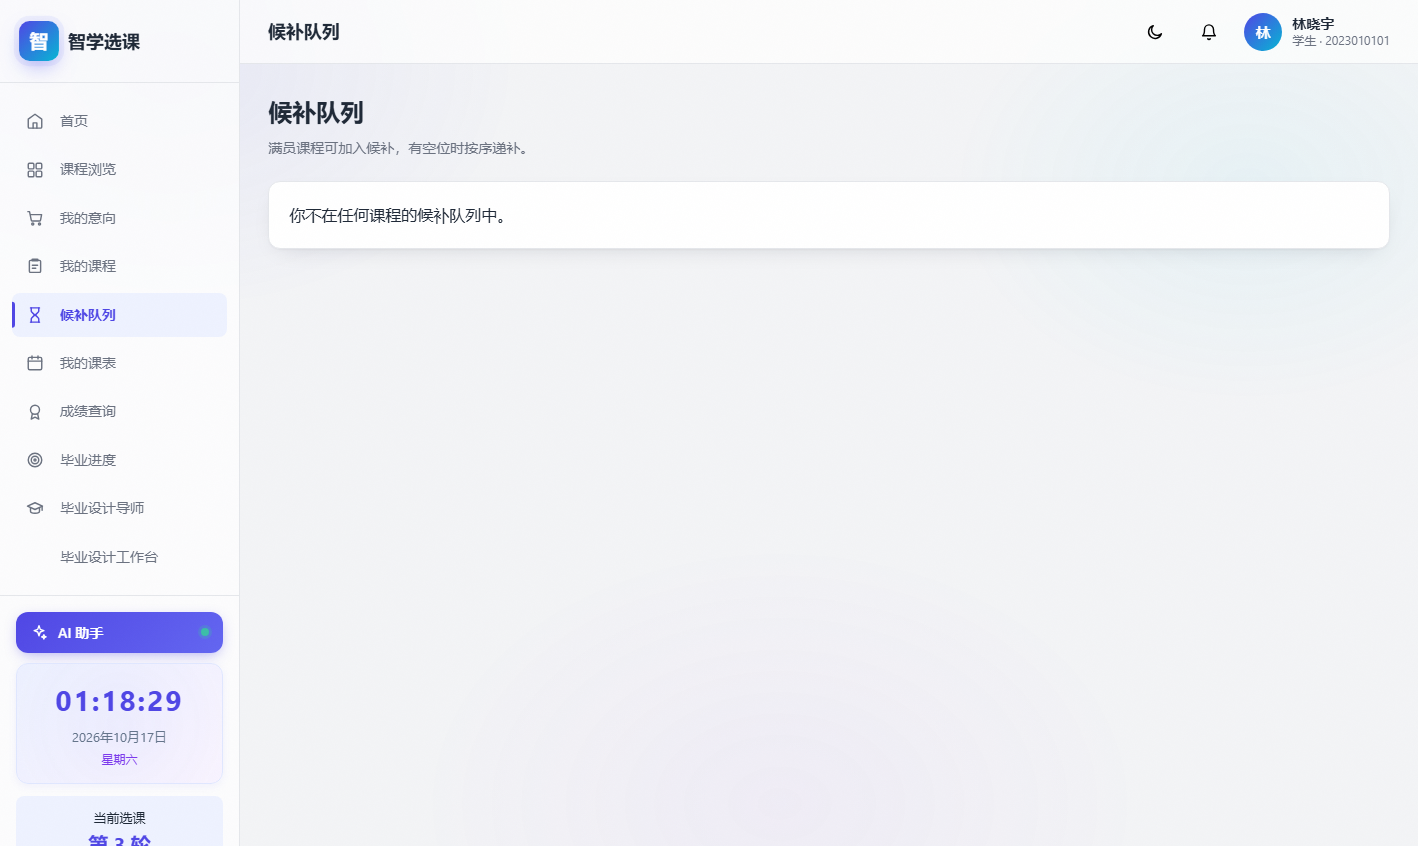 智 智学选课
首页
课程浏览
我的意向
我的课程
候补队列
我的课表
成绩查询
毕业进度
毕业设计导师
毕业设计工作台
AI 助手
01:18:29
2026年10月17日
星期六
当前选课
第 3 轮
候补队列
林
林晓宇
学生 · 2023010101
候补队列
满员课程可加入候补，有空位时按序递补。
你不在任何课程的候补队列中。